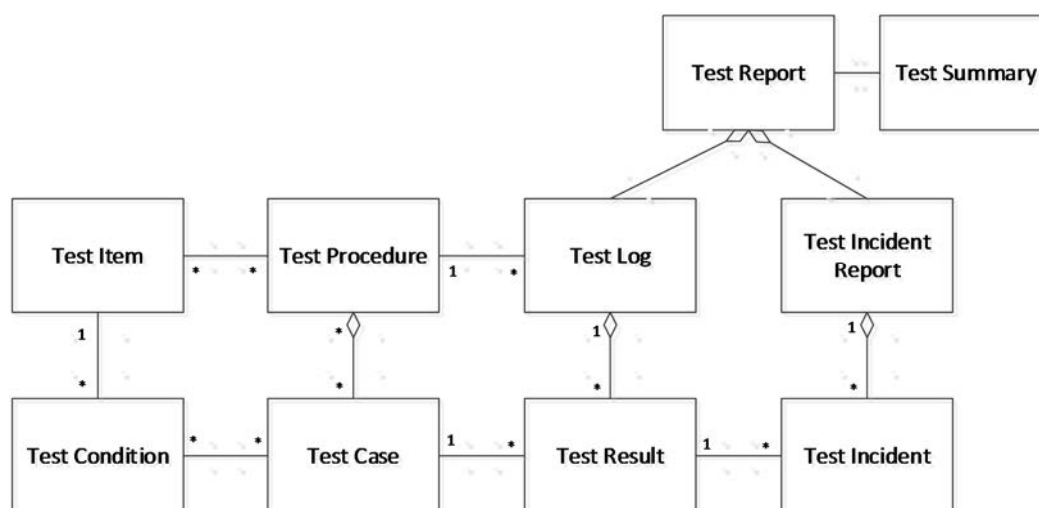 Test Report
Test Summary
Test Item
* *
Test Procedure
1 *
Test Log
Test Incident
Report
1
*
*
*
1
*
1
*
Test Condition
* *
Test Case
1 *
Test Result
1 *
Test Incident